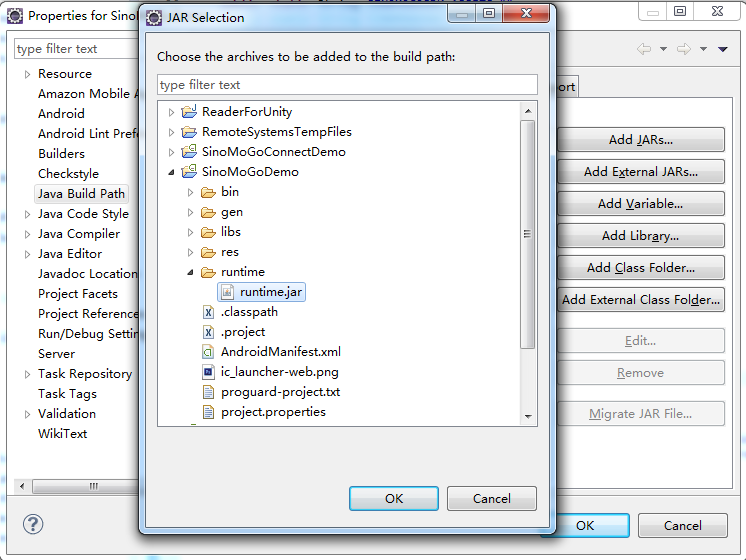 Properties for Sino
type filter text
Resource
Amazon Mobile A
Android
Android Lint Prefe
Builders
Checkstyle
Java Build Path
Java Code Style
Java Compiler
Java Editor
Javadoc Location
Project Facets
Project Reference
Run/Debug Settin
Server
Task Repository
Task Tags
Validation
WikiText
JAR Selection
Choose the archives to be added to the build path:
type filter text
ReaderForUnity
RemoteSystemsTempFiles
SinoMoGoConnectDemo
SinoMoGoDemo
bin
gen
libs
res
runtime
runtime.jar
.classpath
.project
AndroidManifest.xml
ic_launcher-web.png
proguard-project.txt
project.properties
OK
Cancel
ort
Add JARs...
Add External JARs...
Add Variable...
Add Library...
Add Class Folder...
Add External Class Folder...
Edit...
Remove
Migrate JAR File...
OK
Cancel